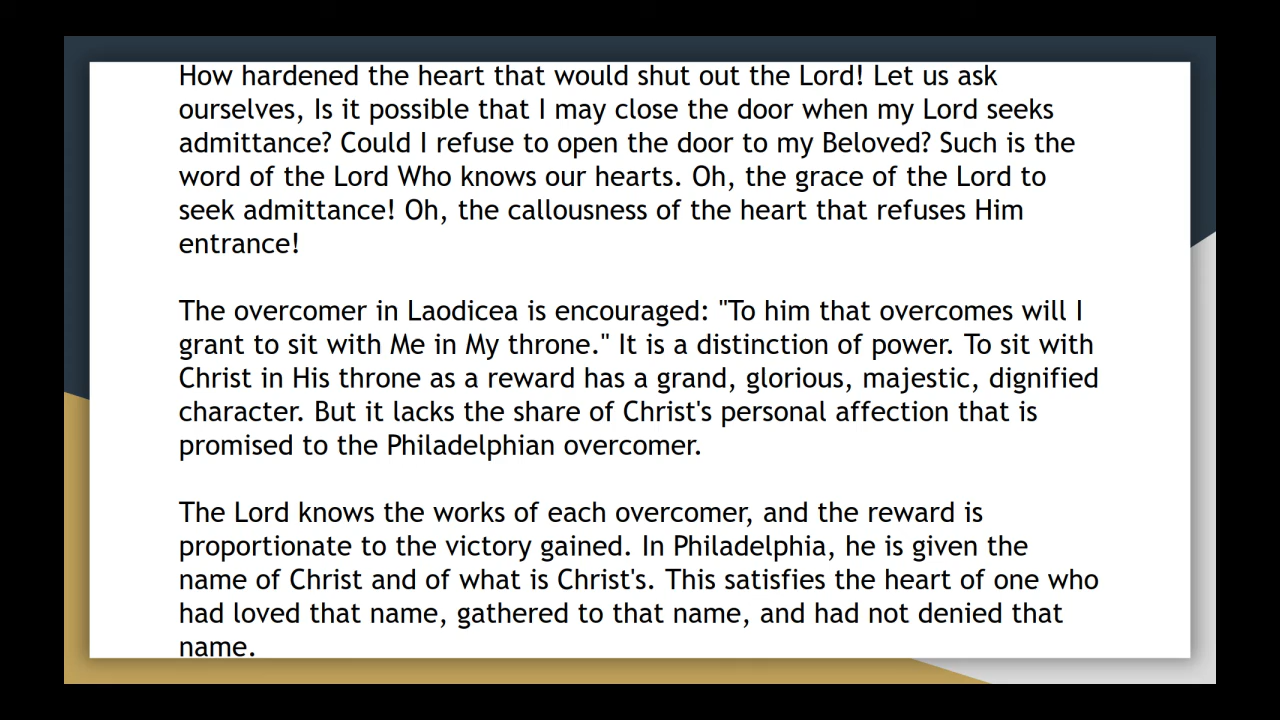 How hardened the heart that would shut out the Lord! Let us ask
ourselves, Is it possible that I may close the door when my Lord seeks
admittance? Could I refuse to open the door to my Beloved? Such is the
word of the Lord Who knows our hearts. Oh, the grace of the Lord to
seek admittance! Oh, the callousness of the heart that refuses Him
entrance!
The overcomer in Laodicea is encouraged: "To him that overcomes will I
grant to sit with Me in My throne." It is a distinction of power. To sit with
Christ in His throne as a reward has a grand, glorious, majestic, dignified
character. But it lacks the share of Christ's personal affection that is
promised to the Philadelphian overcomer.
The Lord knows the works of each overcomer, and the reward is
proportionate to the victory gained. In Philadelphia, he is given the
name of Christ and of what is Christ's. This satisfies the heart of one who
had loved that name, gathered to that name, and had not denied that
name.